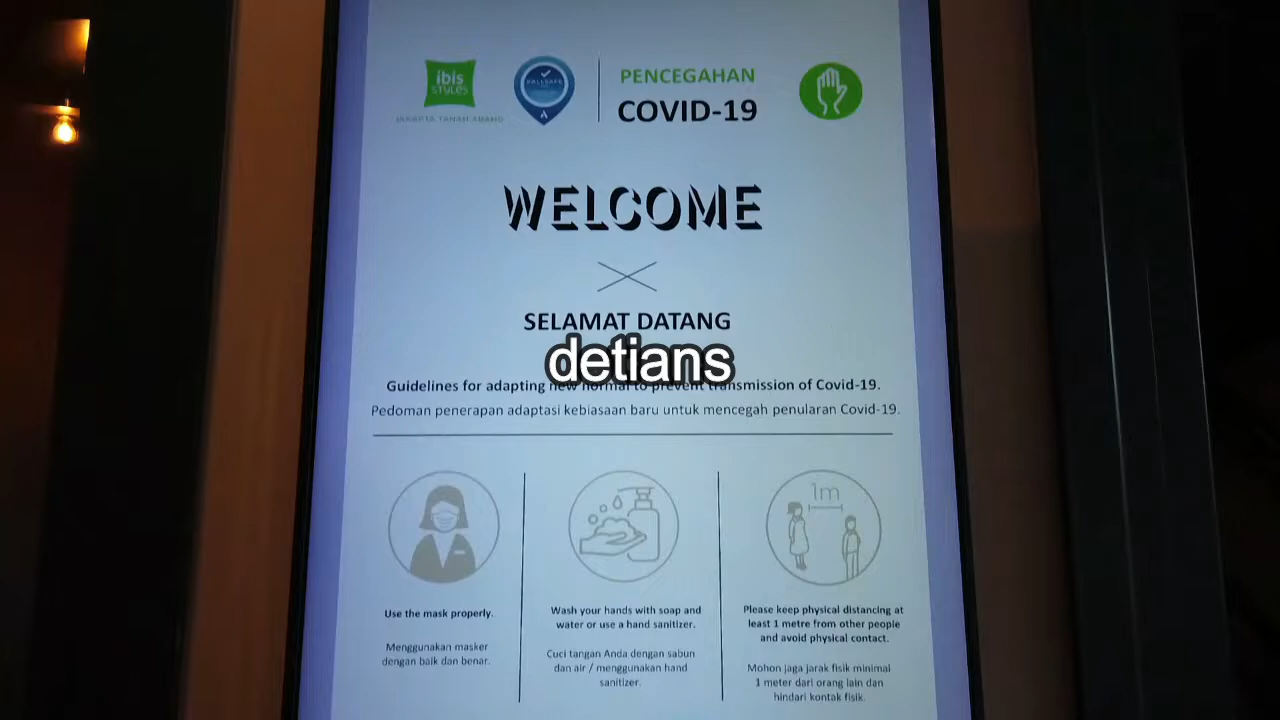 ibis
STYLES
JAKARTA TANAH ABANG
ALLSAFE
PENCEGAHAN
COVID-19
WELCOME
SELAMAT DATANG
detians
Guidelines for adapting new normal to prevent transmission of Covid-19.
Pedoman penerapan adaptasi kebiasaan baru untuk mencegah penularan Covid-19.
1m
Use the mask properly.
Menggunakan masker
dengan baik dan benar.
Wash your hands with soap and
water or use a hand sanitizer.
Cuci tangan Anda dengan sabun
dan air / menggunakan hand
sanitizer.
Please keep physical distancing at
least 1 metre from other people
and avoid physical contact.
Mohon jaga jarak fisik minimal
1 meter dari orang lain dan
hindari kontak fisik.